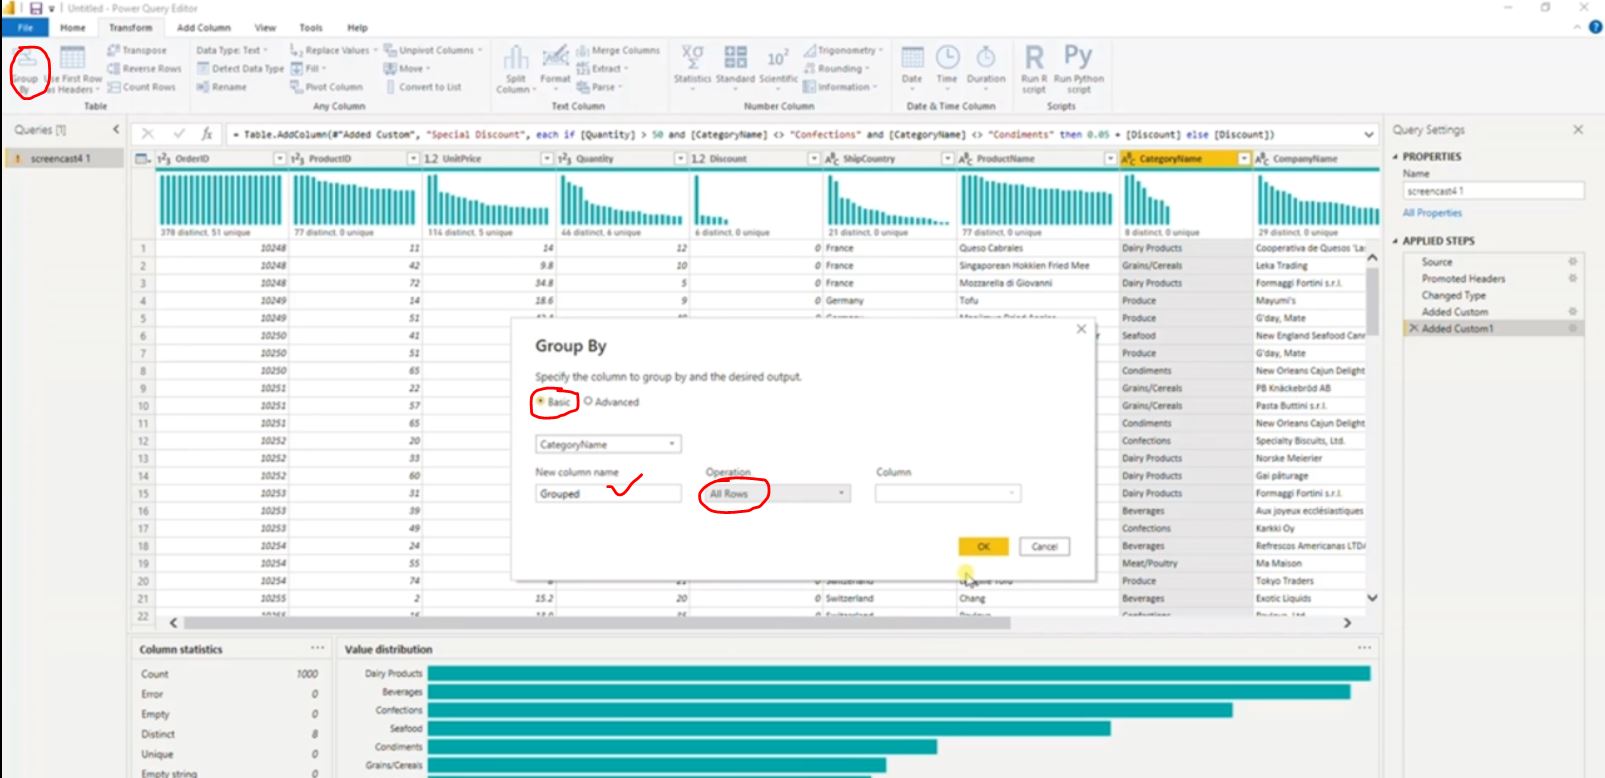 Untitled - Power Query Editor
File Home Transform Add Column View Tools Help
Group By
Use First Row as Headers
Transpose
Reverse Rows
Count Rows
Table
Data Type: Text
Detect Data Type
Rename
Replace Values
Fill
Pivot Column
Unpivot Columns
Move
Convert to List
Any Column
Split Column
Format
Merge Columns
Extract
Parse
Text Column
Statistics
Standard
Scientific
Trigonometry
Rounding
Information
Number Column
Date
Time
Duration
Date & Time Column
Run R script
Run Python script
Scripts
Queries [1]
screencast4 1
= Table.AddColumn(#"Added Custom", "Special Discount", each if [Quantity] > 50 and [CategoryName] <> "Confections" and [CategoryName] <> "Condiments" then 0.05 + [Discount] else [Discount])
OrderID ProductID UnitPrice Quantity Discount ShipCountry ProductName CategoryName CompanyName
378 distinct, 51 unique 77 distinct, 0 unique 114 distinct, 5 unique 46 distinct, 6 unique 6 distinct, 0 unique 21 distinct, 0 unique 77 distinct, 0 unique 8 distinct, 0 unique 29 distinct, 0 unique
1 10248 11 14 12 0 France Queso Cabrales Dairy Products Cooperativa de Quesos 'Las
2 10248 42 9.8 10 0 France Singaporean Hokkien Fried Mee Grains/Cereals Leka Trading
3 10248 72 34.8 5 0 France Mozzarella di Giovanni Dairy Products Formaggi Fortini s.r.l.
4 10249 14 18.6 9 0 Germany Tofu Produce Mayumi's
5 10249 51 Produce G'day, Mate
6 10250 41 Seafood New England Seafood Cann
7 10250 51 Produce G'day, Mate
8 10250 65 Condiments New Orleans Cajun Delight
9 10251 22 Grains/Cereals PB Knäckebröd AB
10 10251 57 Grains/Cereals Pasta Buttini s.r.l.
11 10251 65 Condiments New Orleans Cajun Delight
12 10252 20 Confections Specialty Biscuits, Ltd.
13 10252 33 Dairy Products Norske Meierier
14 10252 60 Dairy Products Gai pâturage
15 10253 31 Dairy Products Formaggi Fortini s.r.l.
16 10253 39 Beverages Aux joyeux ecclésiastiques
17 10253 49 Confections Karkki Oy
18 10254 24 Beverages Refrescos Americanas LTDA
19 10254 55 Meat/Poultry Ma Maison
20 10254 74 Produce Tokyo Traders
21 10255 2 15.2 20 0 Switzerland Chang Beverages Exotic Liquids
22
Group By
Specify the column to group by and the desired output.
Basic Advanced
CategoryName
New column name Operation Column
Grouped All Rows
OK Cancel
Column statistics
Count 1000
Error 0
Empty 0
Distinct 8
Unique 0
Empty string 0
Value distribution
Dairy Products
Beverages
Confections
Seafood
Condiments
Grains/Cereals
Query Settings
PROPERTIES
Name
screencast4 1
All Properties
APPLIED STEPS
Source
Promoted Headers
Changed Type
Added Custom
Added Custom1